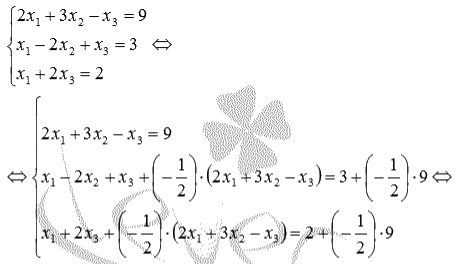 2x₁ + 3x₂ − x₃ = 9
x₁ − 2x₂ + x₃ = 3 ⇔
x₁ + 2x₃ = 2
2x₁ + 3x₂ − x₃ = 9
⇔ x₁ − 2x₂ + x₃ + (−1/2) · (2x₁ + 3x₂ − x₃) = 3 + (−1/2) · 9 ⇔
x₁ + 2x₃ + (−1/2) · (2x₁ + 3x₂ − x₃) = 2 + (−1/2) · 9